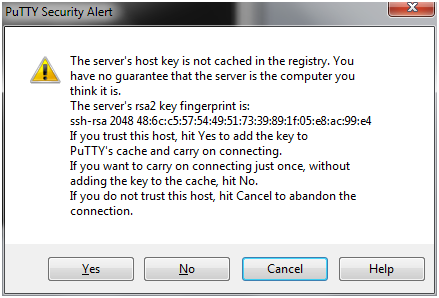 PuTTY Security Alert
The server's host key is not cached in the registry. You
have no guarantee that the server is the computer you
think it is.
The server's rsa2 key fingerprint is:
ssh-rsa 2048 48:6c:c5:57:54:49:51:73:39:89:1f:05:e8:ac:99:e4
If you trust this host, hit Yes to add the key to
PuTTY's cache and carry on connecting.
If you want to carry on connecting just once, without
adding the key to the cache, hit No.
If you do not trust this host, hit Cancel to abandon the
connection.
Yes No Cancel Help